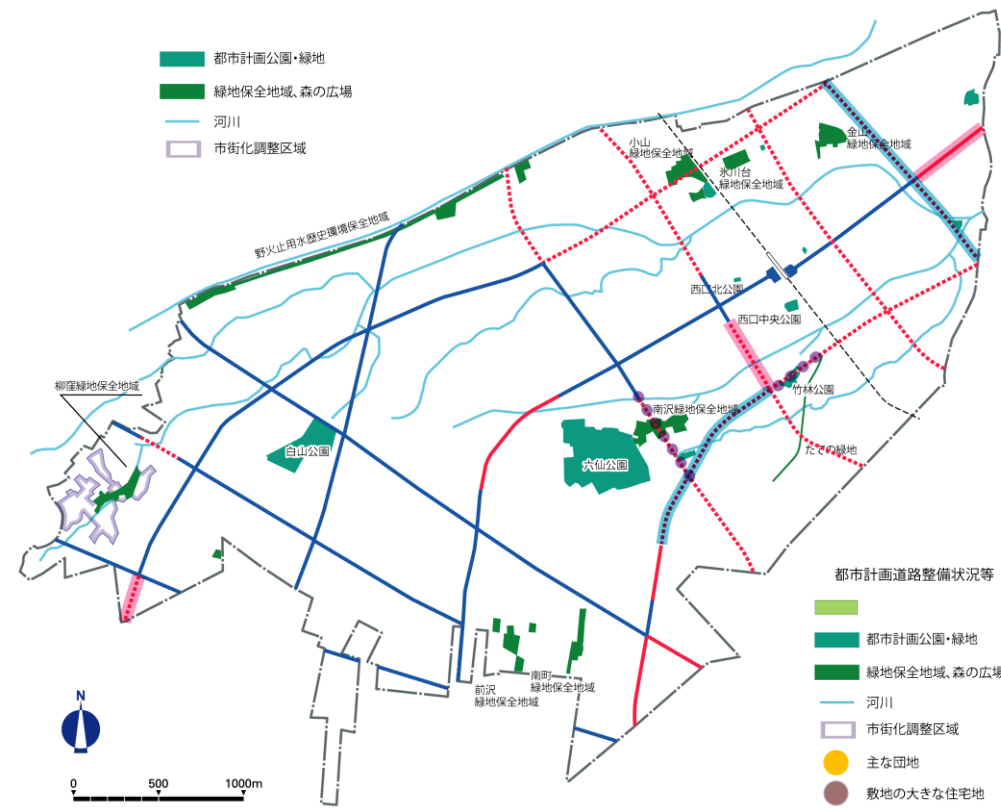 都市計画公園・緑地
緑地保全地域、森の広場
河川
市街化調整区域
小山
緑地保全地域
金山
緑地保全地域
氷川台
緑地保全地域
野火止用水歴史環境保全地域
西口北公園
西口中央公園
柳窪緑地保全地域
竹林公園
南沢緑地保全地域
白山公園
六仙公園
たての緑地
都市計画道路整備状況等
都市計画公園・緑地
緑地保全地域、森の広場
河川
市街化調整区域
主な団地
敷地の大きな住宅地
南町
緑地保全地域
前沢
緑地保全地域
N
0 500 1000m